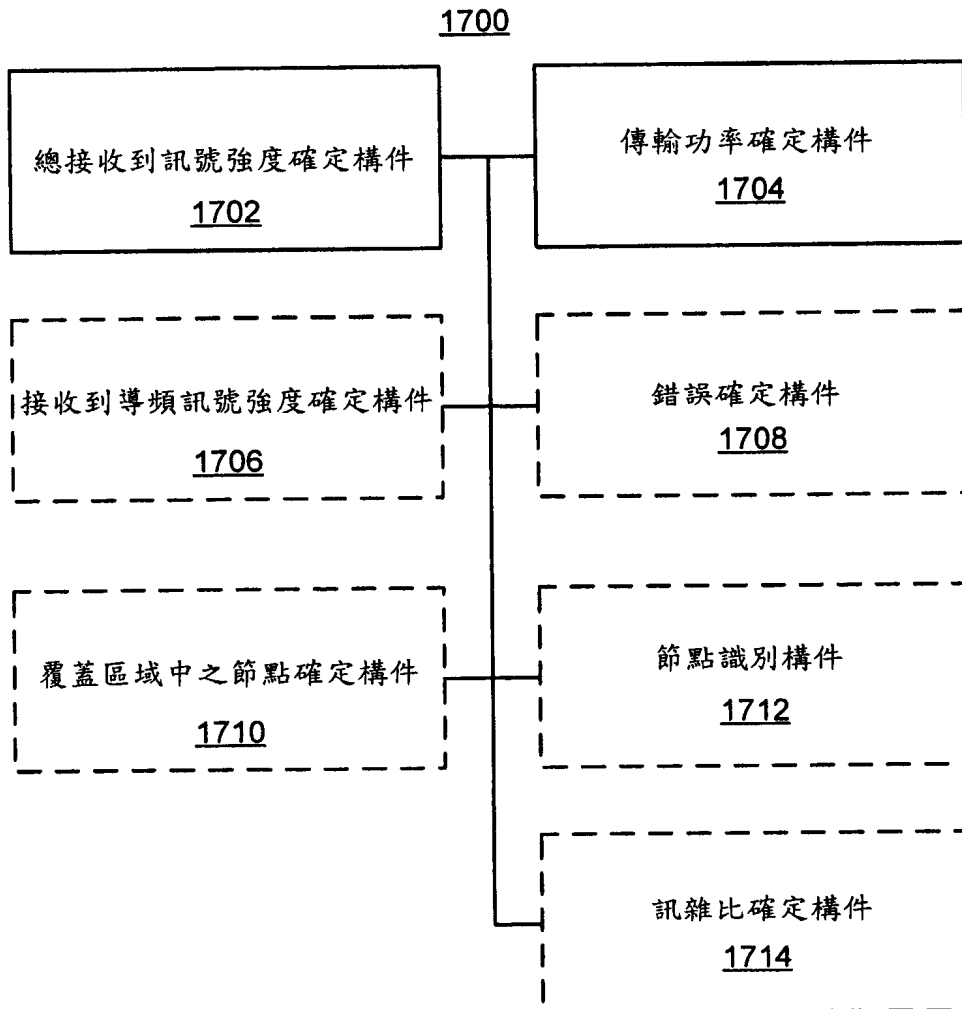 1700
總接收到訊號強度確定構件
1702
傳輸功率確定構件
1704
接收到導頻訊號強度確定構件
1706
錯誤確定構件
1708
覆蓋區域中之節點確定構件
1710
節點識別構件
1712
訊雜比確定構件
1714